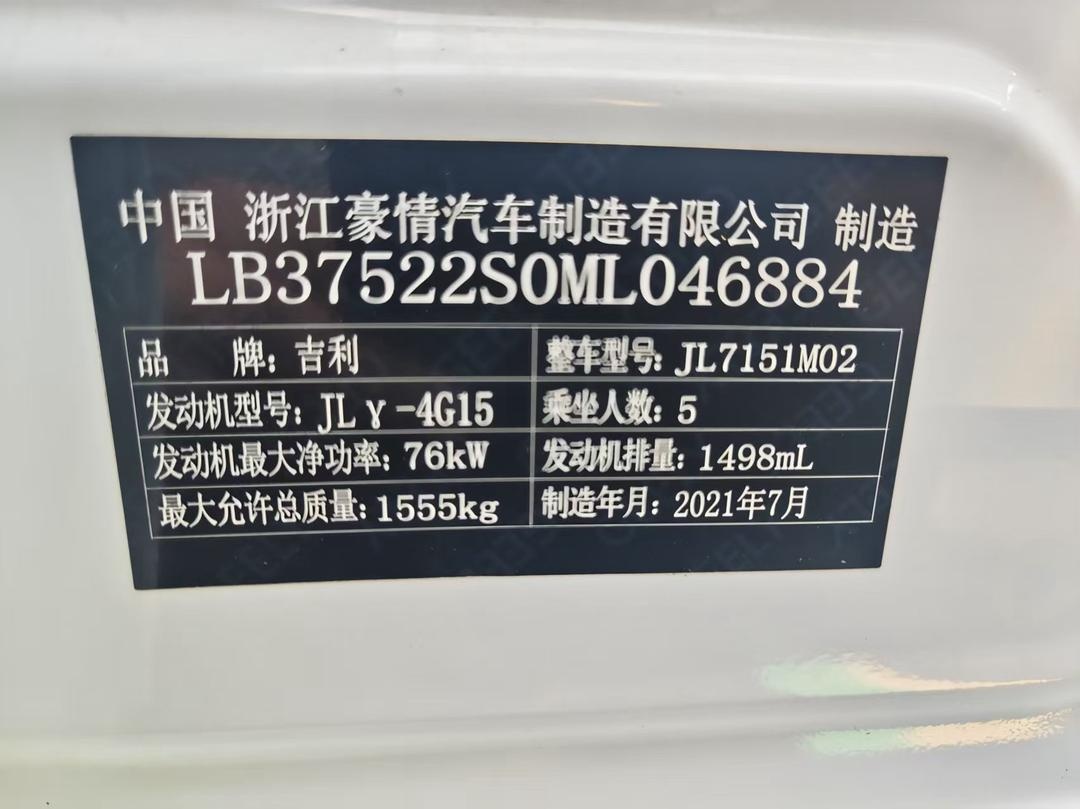 中国 浙江豪情汽车制造有限公司 制造
LB37522S0ML046884
品 牌: 吉利 整车型号: JL7151M02
发动机型号: JLγ-4G15 乘坐人数: 5
发动机最大净功率: 76kW 发动机排量: 1498mL
最大允许总质量: 1555kg 制造年月: 2021年7月